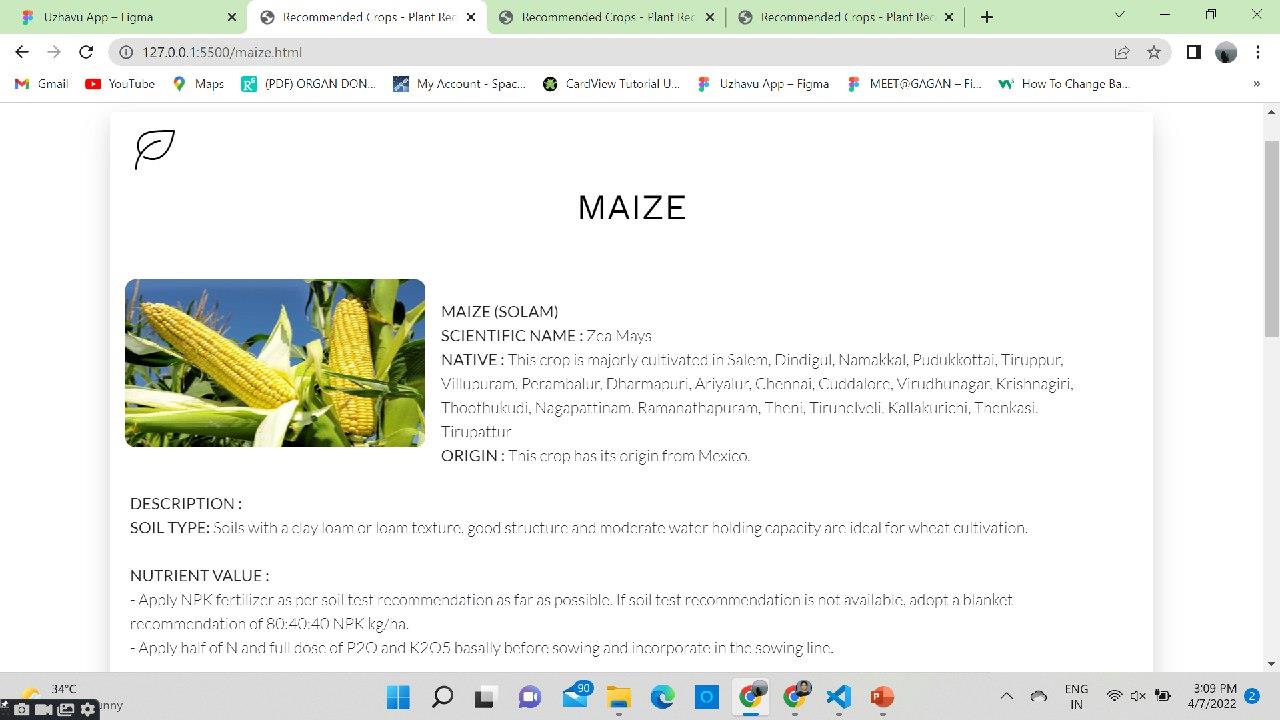 Uzhavu App – Figma
Recommended Crops - Plant Rec
Recommended Crops - Plant Rec
Recommended Crops - Plant Rec
127.0.0.1:5500/maize.html
Gmail
YouTube
Maps
(PDF) ORGAN DON...
My Account - Spac...
CardView Tutorial U...
Uzhavu App – Figma
MEET@GAGAN – Fi...
How To Change Ba...
»
MAIZE
MAIZE (SOLAM)
SCIENTIFIC NAME : Zea Mays
NATIVE : This crop is majorly cultivated in Salem, Dindigul, Namakkal, Pudukkottai, Tiruppur,
Villupuram, Perambalur, Dharmapuri, Ariyalur, Chennai, Cuddalore, Virudhunagar, Krishnagiri,
Thoothukudi, Nagapattinam, Ramanathapuram, Theni, Tirunelveli, Kallakurichi, Thenkasi,
Tirupattur
ORIGIN : This crop has its origin from Mexico.
DESCRIPTION :
SOIL TYPE: Soils with a clay loam or loam texture, good structure and moderate water holding capacity are ideal for wheat cultivation.
NUTRIENT VALUE :
- Apply NPK fertilizer as per soil test recommendation as far as possible. If soil test recommendation is not available, adopt a blanket
recommendation of 80:40:40 NPK kg/ha.
- Apply half of N and full dose of P2O and K2O5 basally before sowing and incorporate in the sowing line.
34°C
unny
90
ENG
IN
3:09 PM
4/7/2022
2